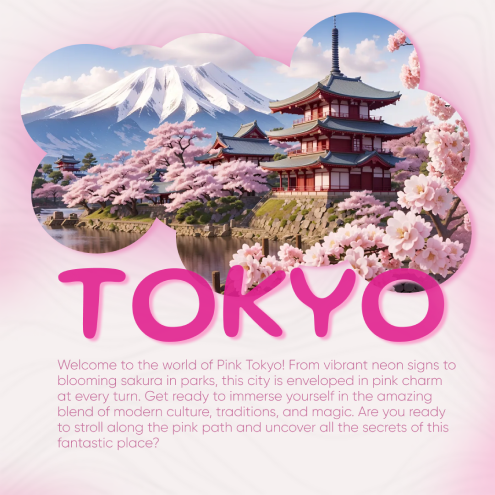 TOKYO
Welcome to the world of Pink Tokyo! From vibrant neon signs to
blooming sakura in parks, this city is enveloped in pink charm
at every turn. Get ready to immerse yourself in the amazing
blend of modern culture, traditions, and magic. Are you ready
to stroll along the pink path and uncover all the secrets of this
fantastic place?